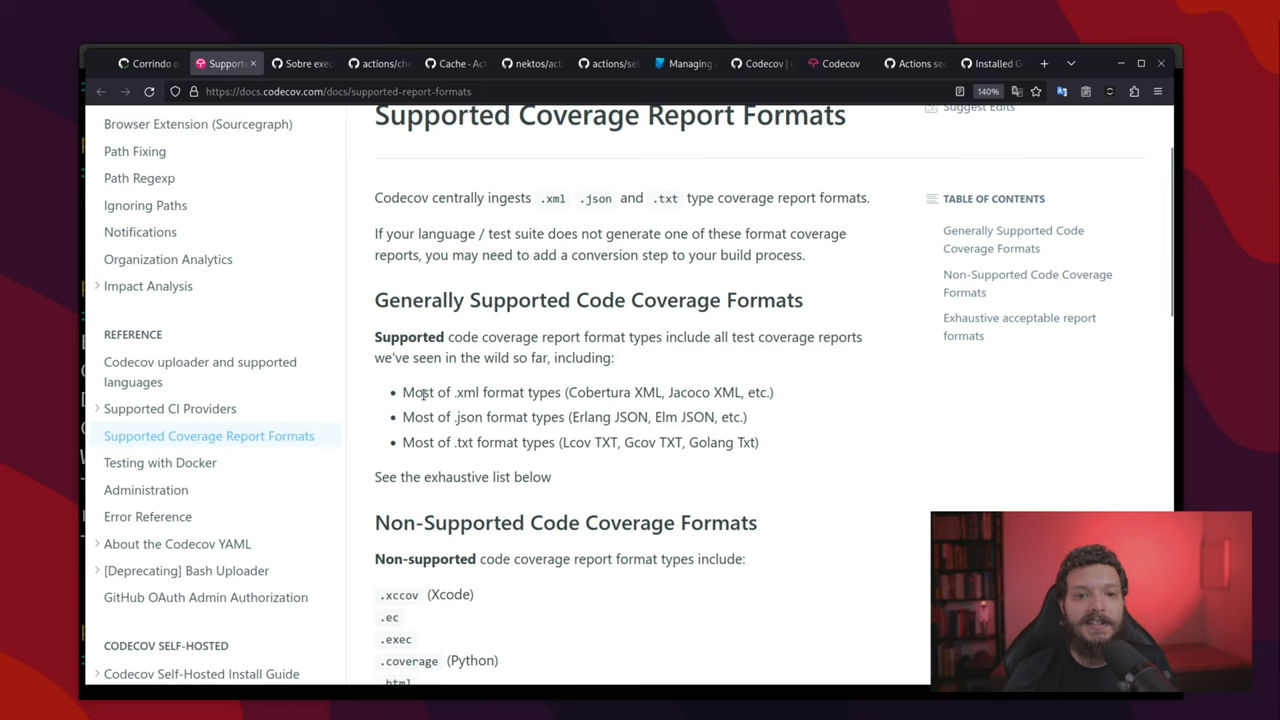 Corrindo o
Supporte
Sobre exec
actions/che
Cache · Act
nektos/act
actions/set
Managing
Codecov | G
Codecov
Actions sec
Installed Gi
https://docs.codecov.com/docs/supported-report-formats
140%
Browser Extension (Sourcegraph)
Path Fixing
Path Regexp
Ignoring Paths
Notifications
Organization Analytics
Impact Analysis
REFERENCE
Codecov uploader and supported
languages
Supported CI Providers
Supported Coverage Report Formats
Testing with Docker
Administration
Error Reference
About the Codecov YAML
[Deprecating] Bash Uploader
GitHub OAuth Admin Authorization
CODECOV SELF-HOSTED
Codecov Self-Hosted Install Guide
Supported Coverage Report Formats
Codecov centrally ingests .xml .json and .txt type coverage report formats.
If your language / test suite does not generate one of these format coverage
reports, you may need to add a conversion step to your build process.
Generally Supported Code Coverage Formats
Supported code coverage report format types include all test coverage reports
we've seen in the wild so far, including:
• Most of .xml format types (Cobertura XML, Jacoco XML, etc.)
• Most of .json format types (Erlang JSON, Elm JSON, etc.)
• Most of .txt format types (Lcov TXT, Gcov TXT, Golang Txt)
See the exhaustive list below
Non-Supported Code Coverage Formats
Non-supported code coverage report format types include:
.xccov (Xcode)
.ec
.exec
.coverage (Python)
.html
Suggest Edits
TABLE OF CONTENTS
Generally Supported Code
Coverage Formats
Non-Supported Code Coverage
Formats
Exhaustive acceptable report
formats